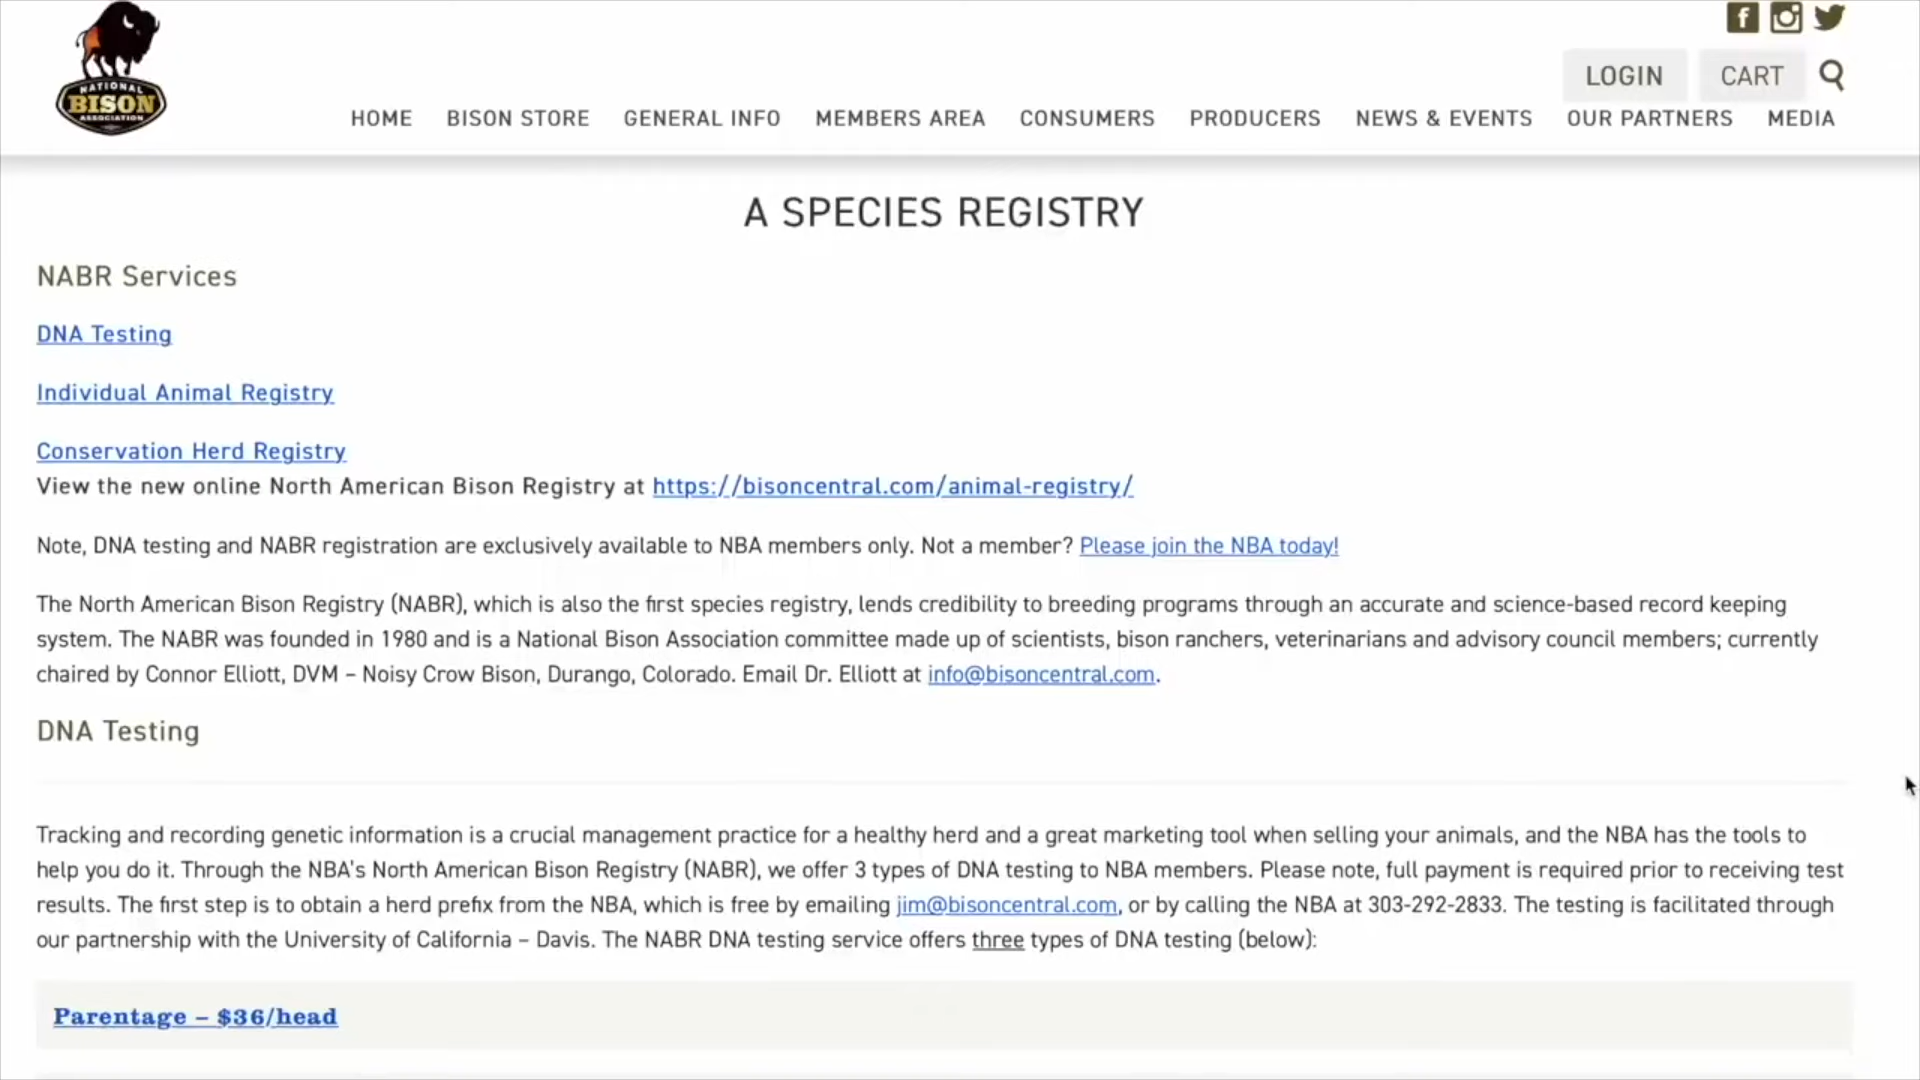 NATIONAL
BISON
ASSOCIATION
LOGIN
CART
HOME
BISON STORE
GENERAL INFO
MEMBERS AREA
CONSUMERS
PRODUCERS
NEWS & EVENTS
OUR PARTNERS
MEDIA
A SPECIES REGISTRY
NABR Services
DNA Testing
Individual Animal Registry
Conservation Herd Registry
View the new online North American Bison Registry at https://bisoncentral.com/animal-registry/
Note, DNA testing and NABR registration are exclusively available to NBA members only. Not a member? Please join the NBA today!
The North American Bison Registry (NABR), which is also the first species registry, lends credibility to breeding programs through an accurate and science-based record keeping
system. The NABR was founded in 1980 and is a National Bison Association committee made up of scientists, bison ranchers, veterinarians and advisory council members; currently
chaired by Connor Elliott, DVM – Noisy Crow Bison, Durango, Colorado. Email Dr. Elliott at info@bisoncentral.com.
DNA Testing
Tracking and recording genetic information is a crucial management practice for a healthy herd and a great marketing tool when selling your animals, and the NBA has the tools to
help you do it. Through the NBA's North American Bison Registry (NABR), we offer 3 types of DNA testing to NBA members. Please note, full payment is required prior to receiving test
results. The first step is to obtain a herd prefix from the NBA, which is free by emailing jim@bisoncentral.com, or by calling the NBA at 303-292-2833. The testing is facilitated through
our partnership with the University of California – Davis. The NABR DNA testing service offers three types of DNA testing (below):
Parentage – $36/head